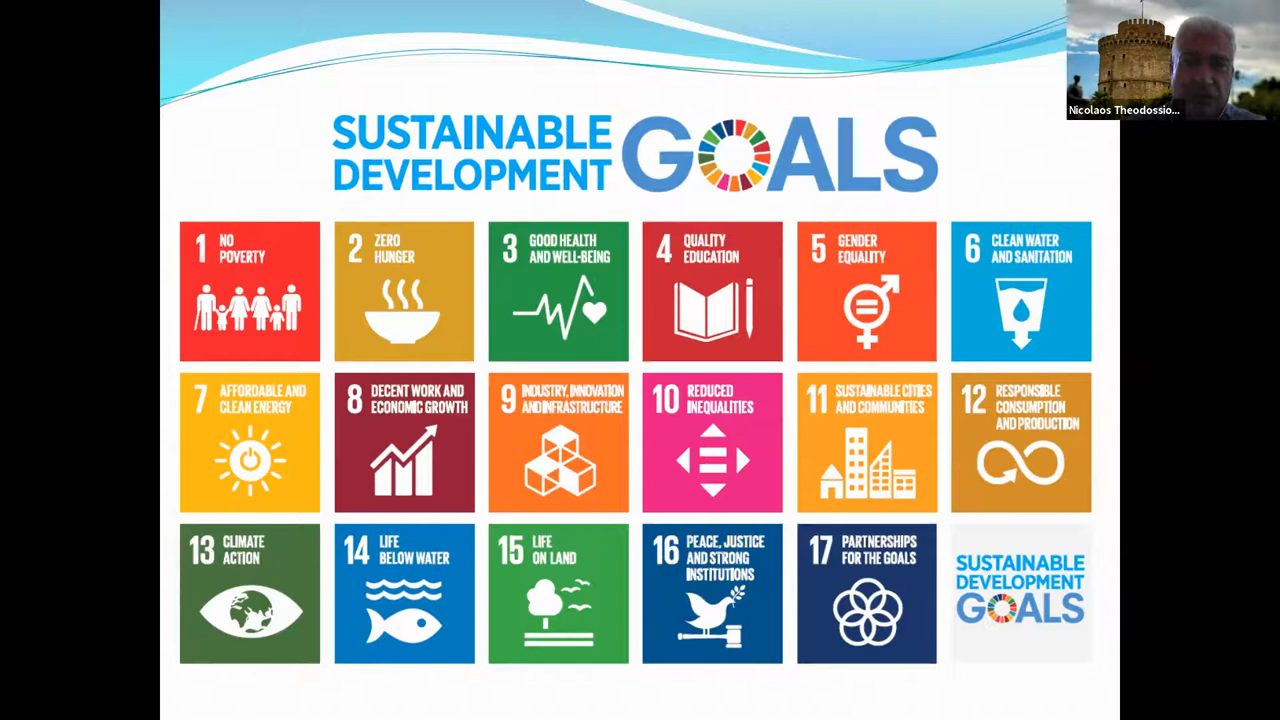 Nicolaos Theodossio...
SUSTAINABLE
DEVELOPMENT
GOALS
1 NO
POVERTY
2 ZERO
HUNGER
3 GOOD HEALTH
AND WELL-BEING
4 QUALITY
EDUCATION
5 GENDER
EQUALITY
6 CLEAN WATER
AND SANITATION
7 AFFORDABLE AND
CLEAN ENERGY
8 DECENT WORK AND
ECONOMIC GROWTH
9 INDUSTRY, INNOVATION
AND INFRASTRUCTURE
10 REDUCED
INEQUALITIES
11 SUSTAINABLE CITIES
AND COMMUNITIES
12 RESPONSIBLE
CONSUMPTION
AND PRODUCTION
13 CLIMATE
ACTION
14 LIFE
BELOW WATER
15 LIFE
ON LAND
16 PEACE, JUSTICE
AND STRONG
INSTITUTIONS
17 PARTNERSHIPS
FOR THE GOALS
SUSTAINABLE
DEVELOPMENT
GOALS